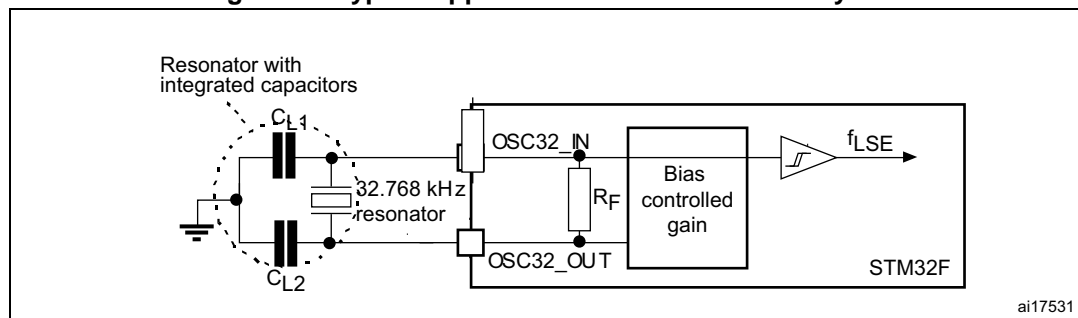 Resonator with
integrated capacitors
CL1
OSC32_IN
fLSE
32.768 kHz
resonator
RF
Bias
controlled
gain
OSC32_OUT
STM32F
CL2
ai17531